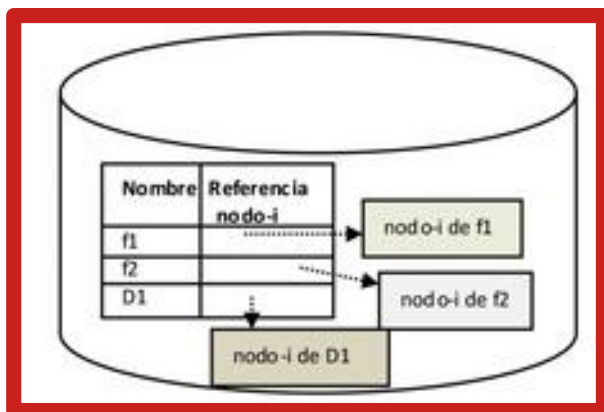 Nombre Referencia
nodo-i
f1
nodo-i de f1
f2
D1
nodo-i de f2
nodo-i de D1